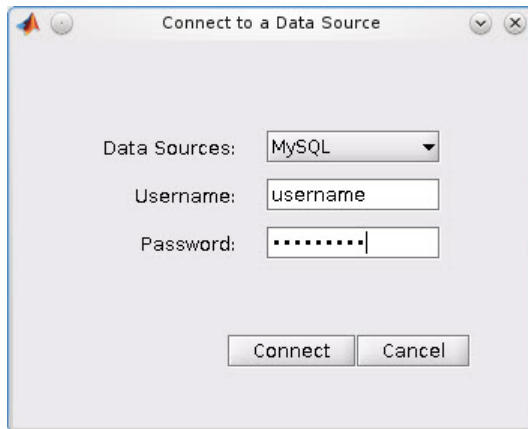 Connect to a Data Source
Data Sources: MySQL
Username: username
Password: •••••••••
Connect Cancel